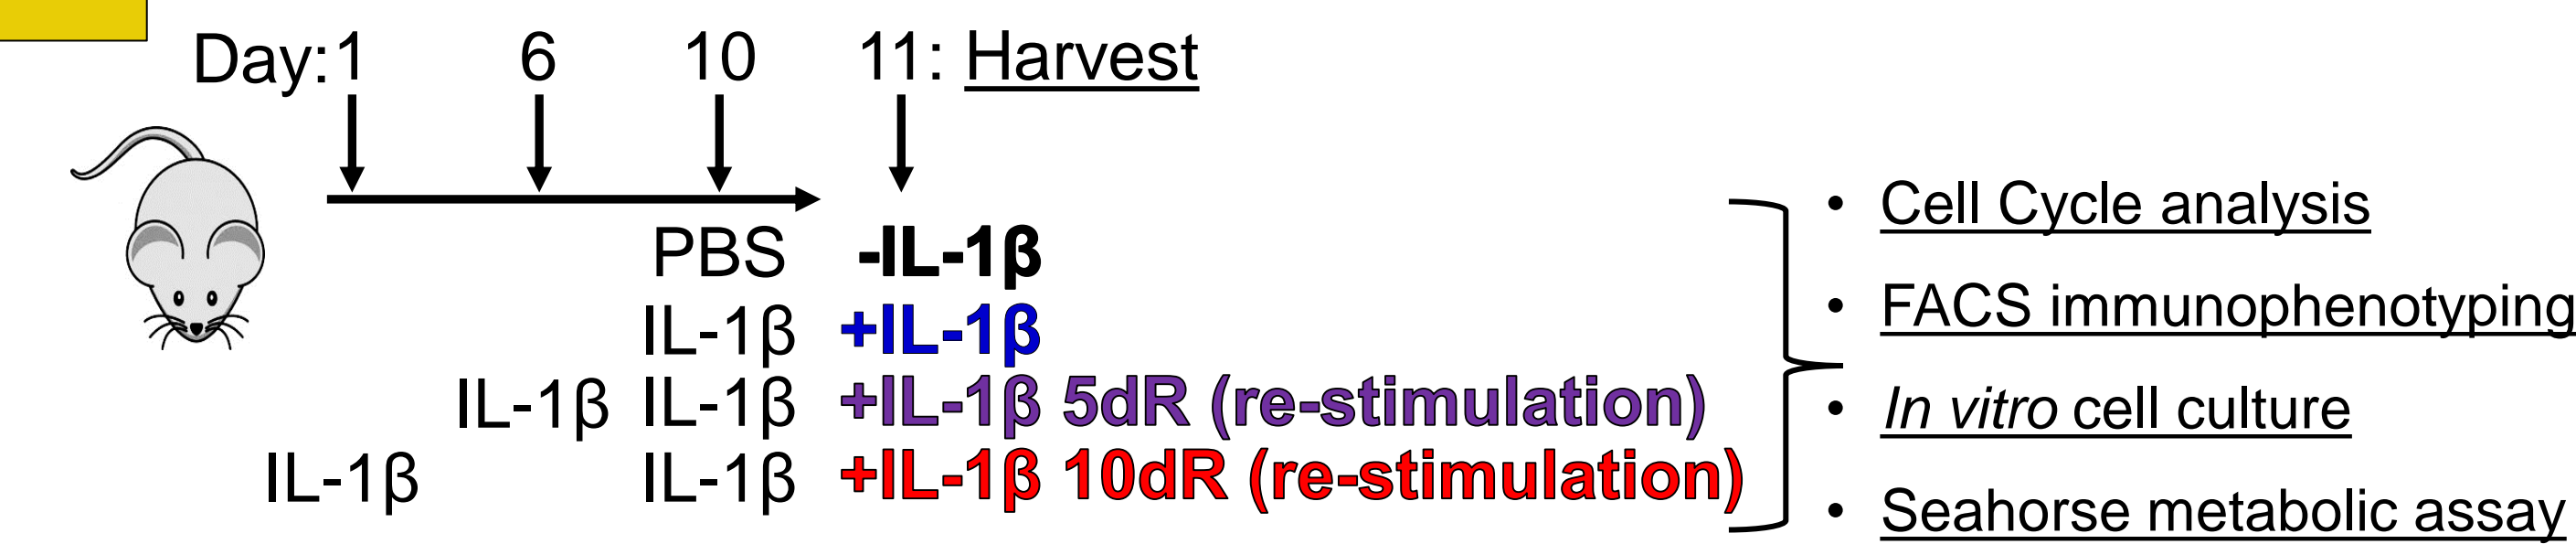 Day:1 6 10 11: Harvest
PBS -IL-1β
IL-1β +IL-1β
IL-1β IL-1β +IL-1β 5dR (re-stimulation)
IL-1β IL-1β +IL-1β 10dR (re-stimulation)
• Cell Cycle analysis
• FACS immunophenotyping
• In vitro cell culture
• Seahorse metabolic assay